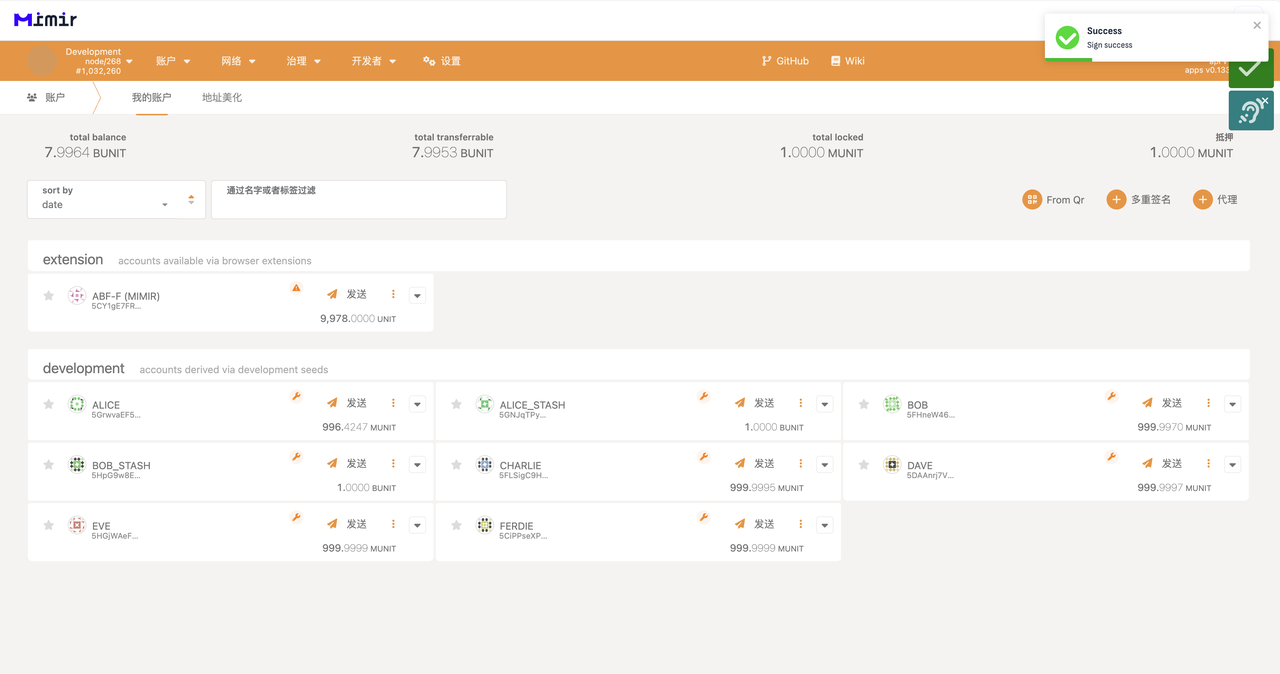 Mimir
Success
Sign success
Development
node/268
#1,032,260
账户
网络
治理
开发者
设置
GitHub
Wiki
apps v0.133
账户
我的账户
地址美化
total balance
7.9964 BUNIT
total transferrable
7.9953 BUNIT
total locked
1.0000 MUNIT
抵押
1.0000 MUNIT
sort by
date
通过名字或者标签过滤
From Qr
多重签名
代理
extension
accounts available via browser extensions
ABF-F (MIMIR)
5CY1gE7FR...
发送
9,978.0000 UNIT
development
accounts derived via development seeds
ALICE
5GrwvaEF5...
发送
996.4247 MUNIT
ALICE_STASH
5GNJqTPy...
发送
1.0000 BUNIT
BOB
5FHneW46...
发送
999.9970 MUNIT
BOB_STASH
5HpG9w8E...
发送
1.0000 BUNIT
CHARLIE
5FLSigC9H...
发送
999.9995 MUNIT
DAVE
5DAAnrj7V...
发送
999.9997 MUNIT
EVE
5HGjWAeF...
发送
999.9999 MUNIT
FERDIE
5CiPPseXP...
发送
999.9999 MUNIT